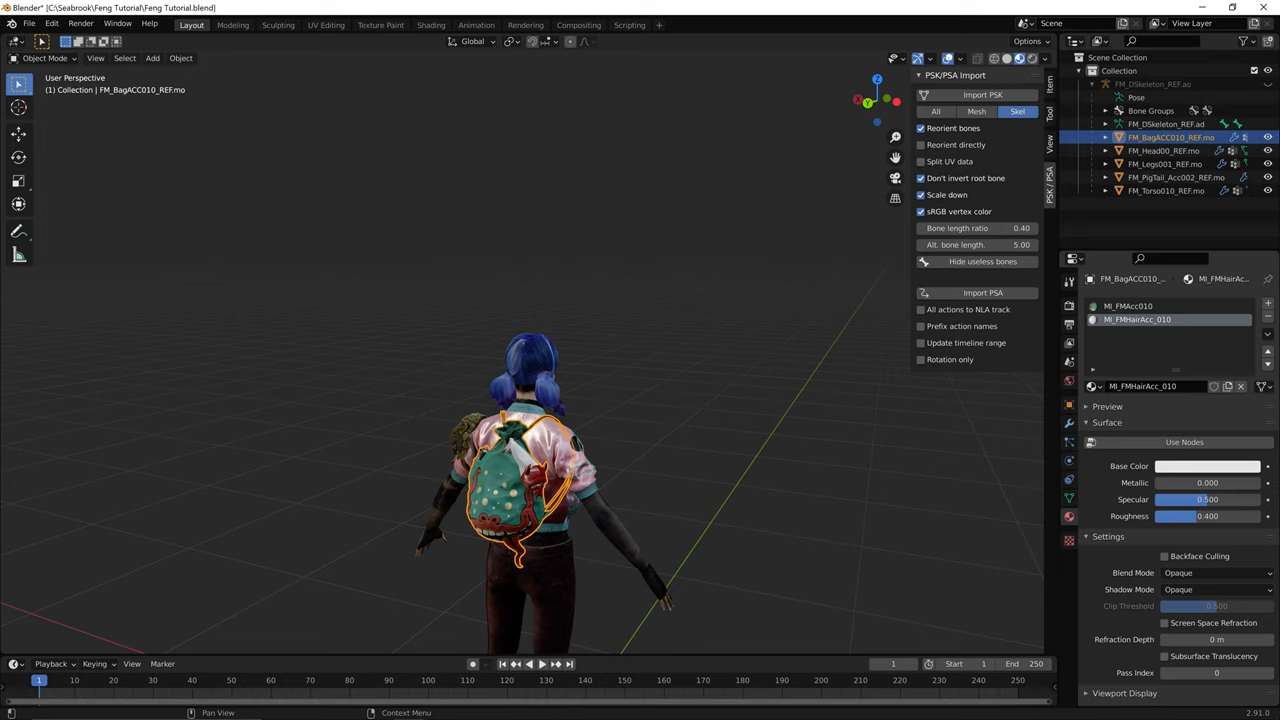 Blender* [C:\Seabrook\Feng Tutorial\Feng Tutorial.blend]
File Edit Render Window Help Layout Modeling Sculpting UV Editing Texture Paint Shading Animation Rendering Compositing Scripting + Scene View Layer
Global Options
Object Mode View Select Add Object
User Perspective
(1) Collection | FM_BagACC010_REF.mo
Z
Y
PSK/PSA Import
Import PSK
All Mesh Skel
Reorient bones
Reorient directly
Split UV data
Don't invert root bone
Scale down
sRGB vertex color
Bone length ratio 0.40
Alt. bone length. 5.00
Hide useless bones
Import PSA
All actions to NLA track
Prefix action names
Update timeline range
Rotation only
Item
Tool
View
PSK / PSA
Scene Collection
Collection
FM_DSkeleton_REF.ao
Pose
Bone Groups
FM_DSkeleton_REF.ad
FM_BagACC010_REF.mo
FM_Head00_REF.mo
FM_Legs001_REF.mo
FM_PigTail_Acc002_REF.mo
FM_Torso010_REF.mo
FM_BagACC010_... MI_FMHairAc...
MI_FMAcc010
MI_FMHairAcc_010
MI_FMHairAcc_010
Preview
Surface
Use Nodes
Base Color
Metallic 0.000
Specular 0.500
Roughness 0.400
Settings
Backface Culling
Blend Mode Opaque
Shadow Mode Opaque
Clip Threshold 0.500
Screen Space Refraction
Refraction Depth 0 m
Subsurface Translucency
Pass Index 0
Viewport Display
Playback Keying View Marker 1 Start 1 End 250
1 10 20 30 40 50 60 70 80 90 100 110 120 130 140 150 160 170 180 190 200 210 220 230 240 250
Pan View Context Menu 2.91.0